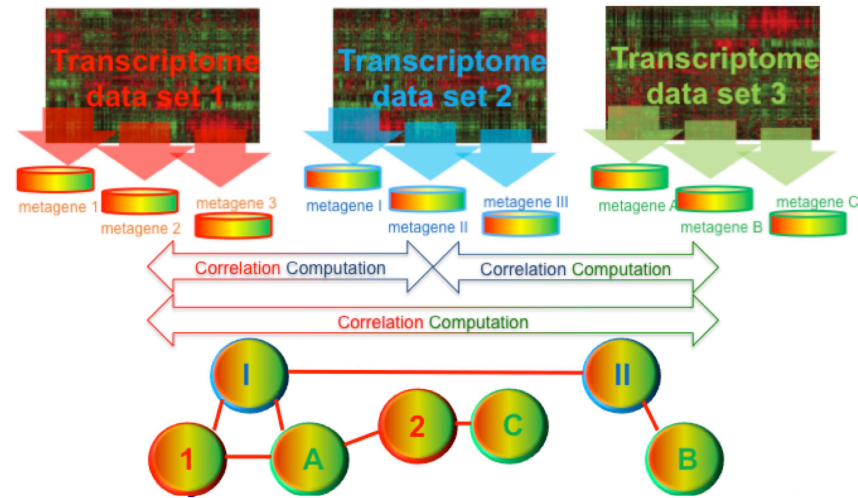 Transcriptome
data set 1
Transcriptome
data set 2
Transcriptome
data set 3
metagene 1
metagene 2
metagene 3
metagene I
metagene II
metagene III
metagene A
metagene B
metagene C
Correlation Computation
Correlation Computation
Correlation Computation
I
II
1
A
2
C
B